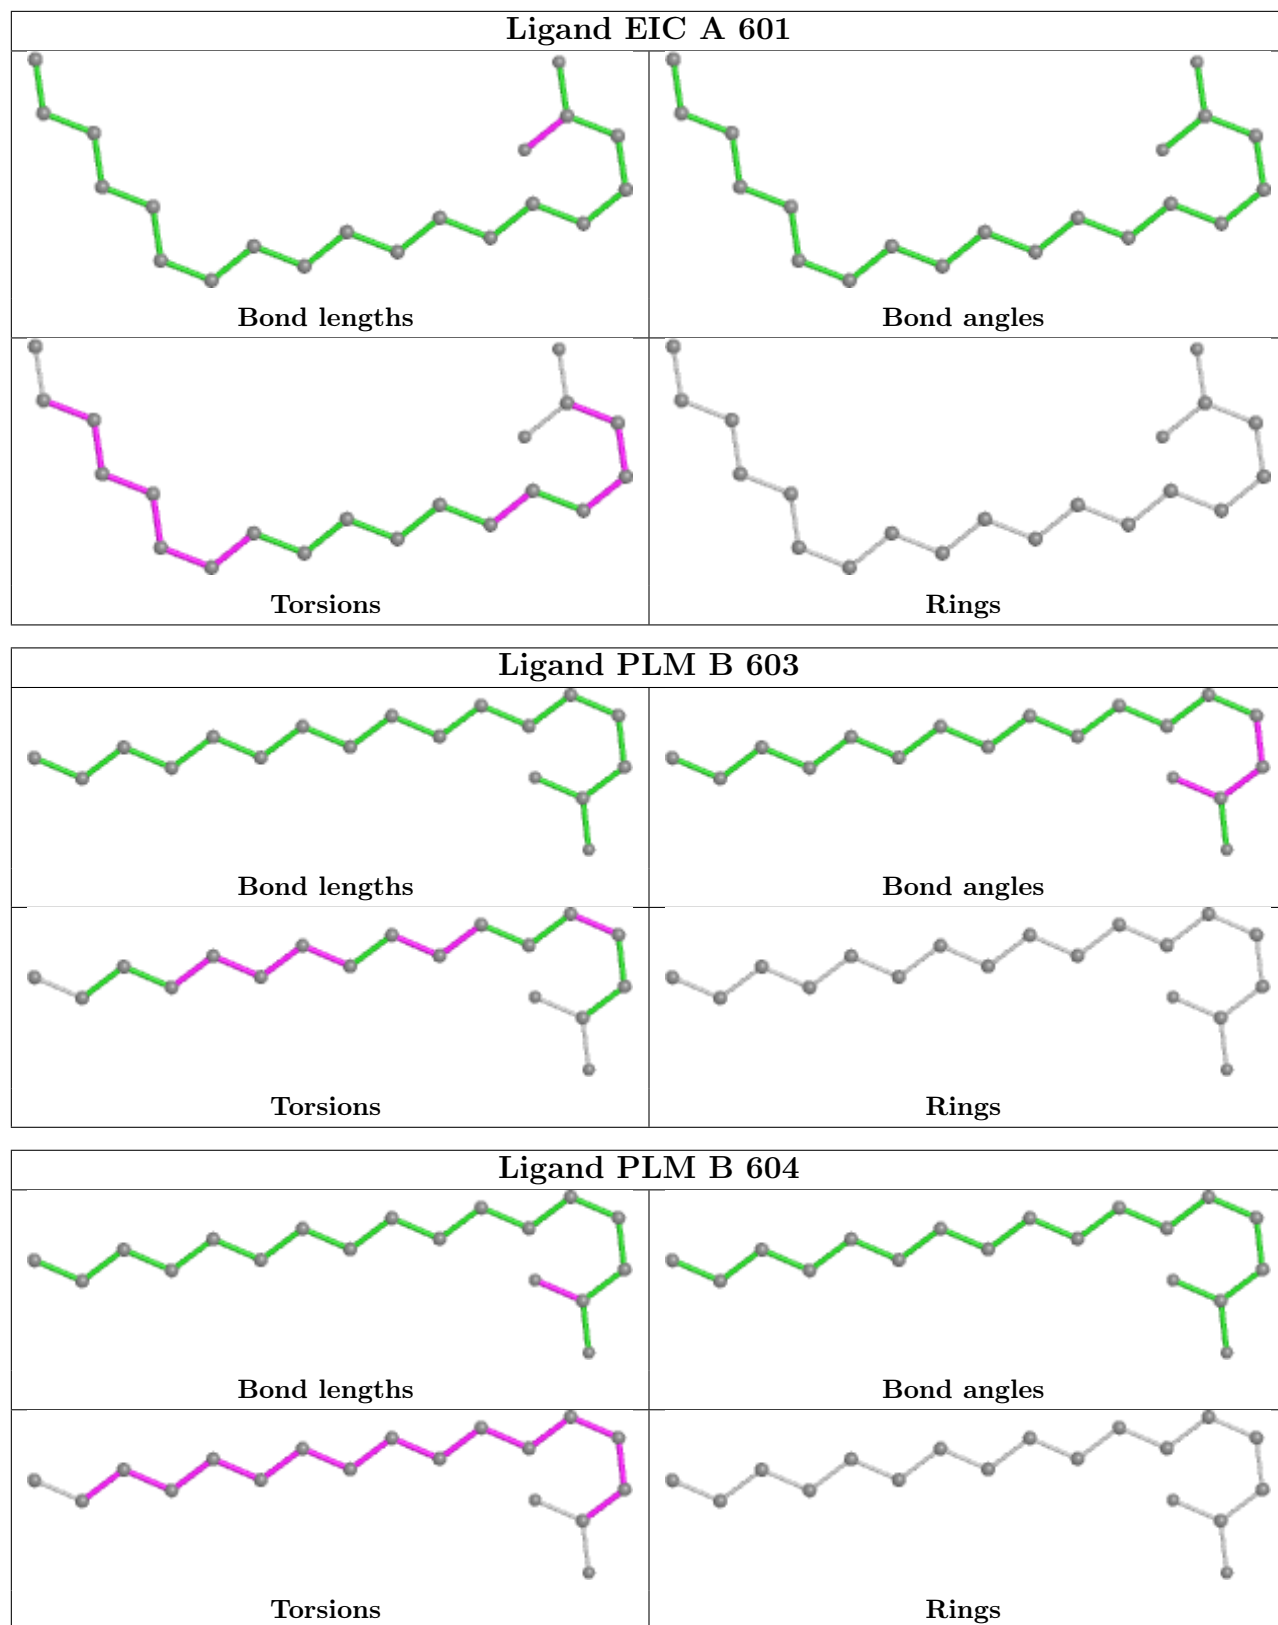 Ligand EIC A 601
Bond lengths
Bond angles
Torsions
Rings
Ligand PLM B 603
Bond lengths
Bond angles
Torsions
Rings
Ligand PLM B 604
Bond lengths
Bond angles
Torsions
Rings